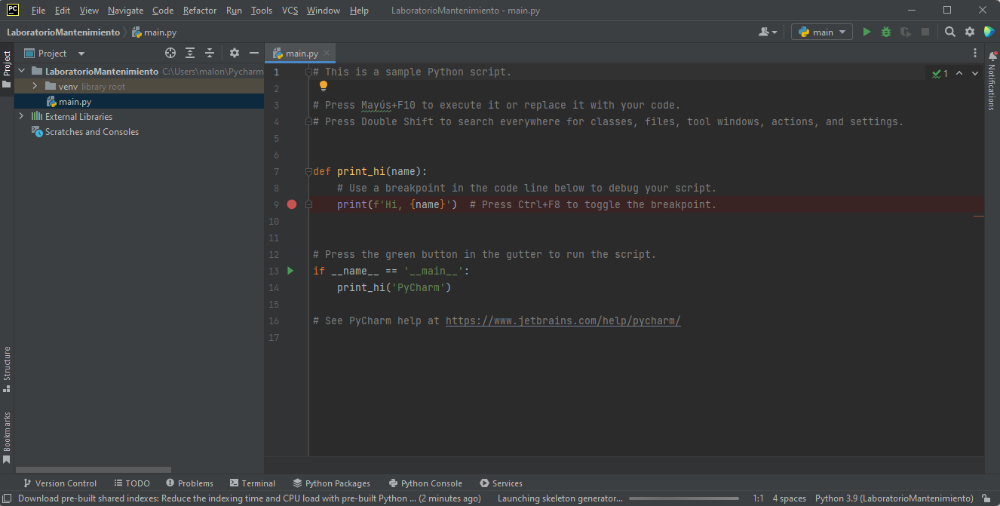 PC File Edit View Navigate Code Refactor Run Tools VCS Window Help LaboratorioMantenimiento - main.py
LaboratorioMantenimiento main.py main
Project
Project main.py
LaboratorioMantenimiento C:\Users\malon\Pycharm
venv library root
main.py
External Libraries
Scratches and Consoles
1 # This is a sample Python script.
1
2
3 # Press Mayús+F10 to execute it or replace it with your code.
4 # Press Double Shift to search everywhere for classes, files, tool windows, actions, and settings.
5
6
7 def print_hi(name):
8 # Use a breakpoint in the code line below to debug your script.
9 print(f'Hi, {name}') # Press Ctrl+F8 to toggle the breakpoint.
10
11
12 # Press the green button in the gutter to run the script.
13 if __name__ == '__main__':
14 print_hi('PyCharm')
15
16 # See PyCharm help at https://www.jetbrains.com/help/pycharm/
17
Notifications
Structure
Bookmarks
Version Control TODO Problems Terminal Python Packages Python Console Services
Download pre-built shared indexes: Reduce the indexing time and CPU load with pre-built Python ... (2 minutes ago) Launching skeleton generator... 1:1 4 spaces Python 3.9 (LaboratorioMantenimiento)